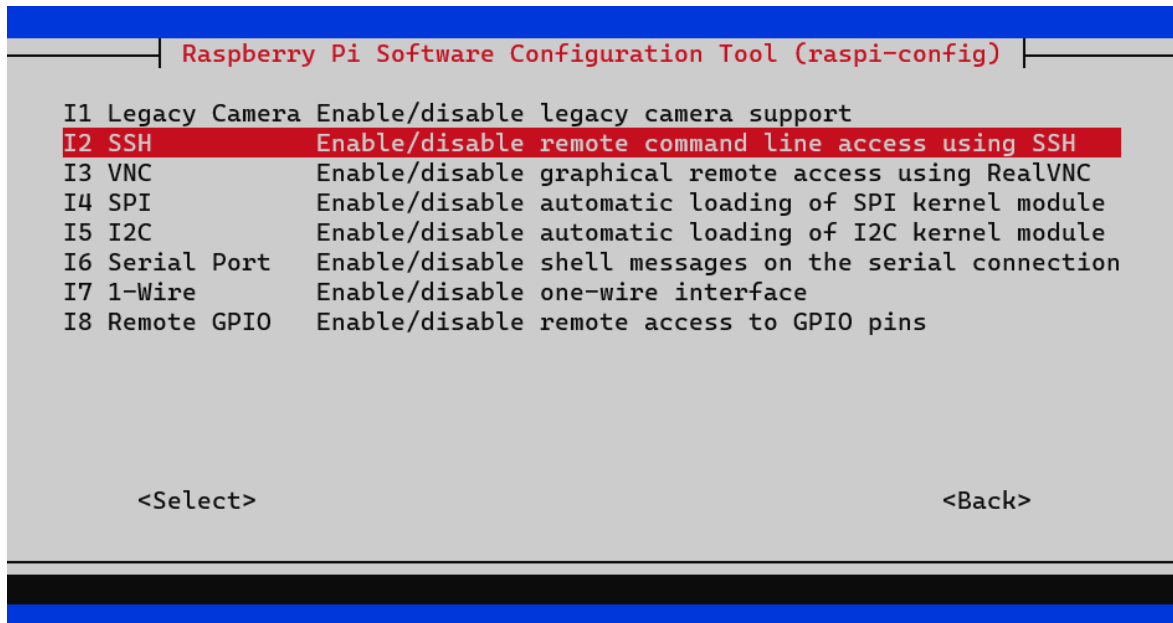 Raspberry Pi Software Configuration Tool (raspi-config)
I1 Legacy Camera Enable/disable legacy camera support
I2 SSH Enable/disable remote command line access using SSH
I3 VNC Enable/disable graphical remote access using RealVNC
I4 SPI Enable/disable automatic loading of SPI kernel module
I5 I2C Enable/disable automatic loading of I2C kernel module
I6 Serial Port Enable/disable shell messages on the serial connection
I7 1-Wire Enable/disable one-wire interface
I8 Remote GPIO Enable/disable remote access to GPIO pins
<Select> <Back>